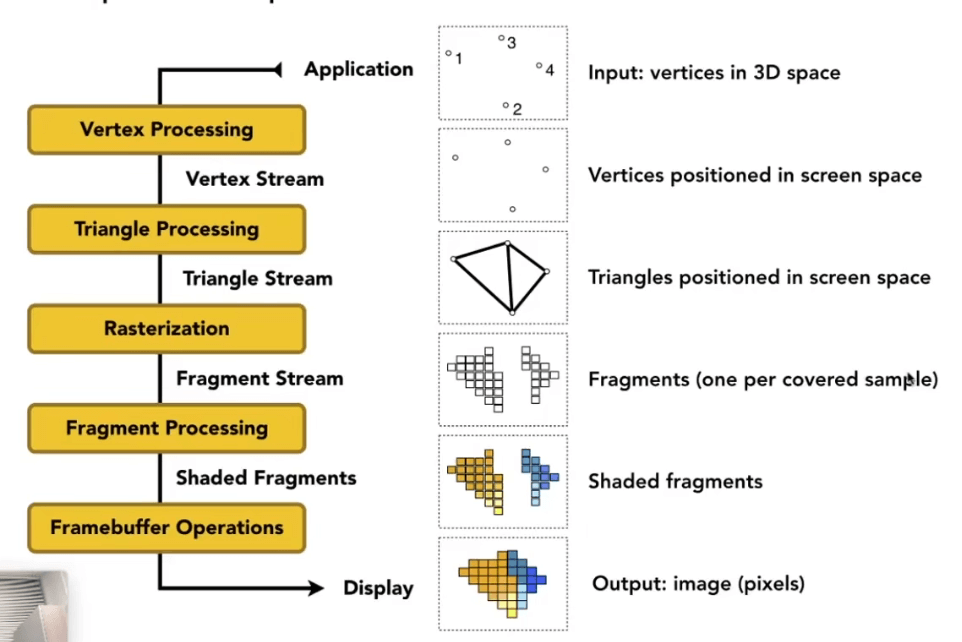 Application
1
3
4
2
Input: vertices in 3D space
Vertex Processing
Vertex Stream
Vertices positioned in screen space
Triangle Processing
Triangle Stream
Triangles positioned in screen space
Rasterization
Fragment Stream
Fragments (one per covered sample)
Fragment Processing
Shaded Fragments
Shaded fragments
Framebuffer Operations
Display
Output: image (pixels)